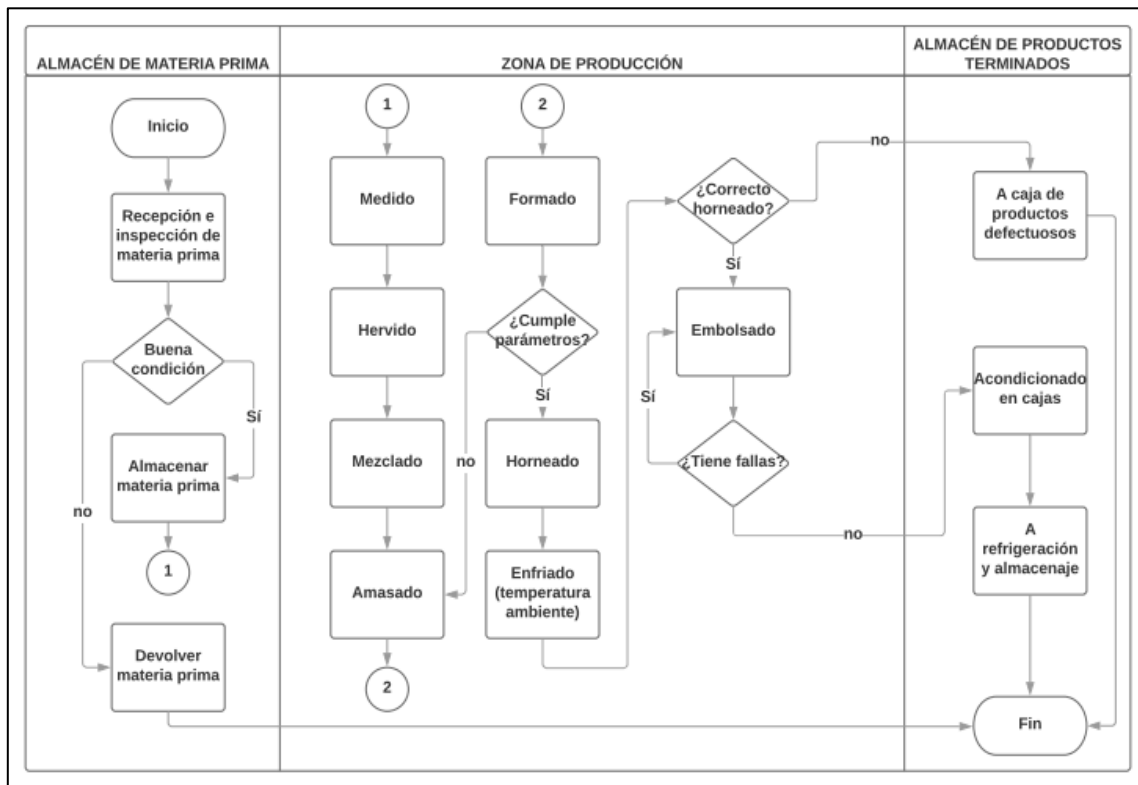 ALMACÉN DE MATERIA PRIMA
ZONA DE PRODUCCIÓN
ALMACÉN DE PRODUCTOS
TERMINADOS
Inicio
Recepción e
inspección de
materia prima
Buena
condición
Sí
no
Almacenar
materia prima
1
Devolver
materia prima
1
Medido
Hervido
Mezclado
Amasado
2
2
Formado
¿Cumple
parámetros?
no
Sí
Horneado
Enfriado
(temperatura
ambiente)
¿Correcto
horneado?
no
Sí
Embolsado
Sí
¿Tiene fallas?
no
A caja de
productos
defectuosos
Acondicionado
en cajas
A
refrigeración
y almacenaje
Fin